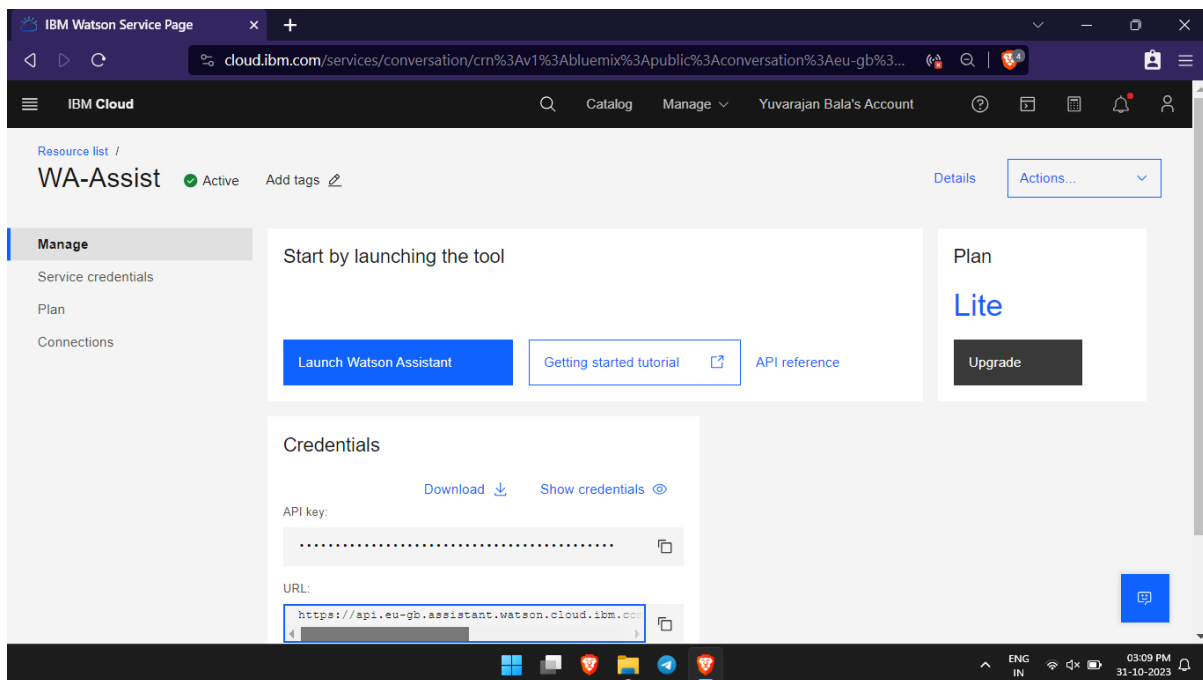 IBM Watson Service Page
cloud.ibm.com/services/conversation/crn%3Av1%3Abluemix%3Apublic%3Aconversation%3Aeu-gb%3...
4
IBM Cloud
Catalog
Manage
Yuvarajan Bala's Account
Resource list /
WA-Assist
Active
Add tags
Details
Actions...
Manage
Service credentials
Plan
Connections
Start by launching the tool
Launch Watson Assistant
Getting started tutorial
API reference
Plan
Lite
Upgrade
Credentials
Download
Show credentials
API key:
............................................
URL:
https://api.eu-gb.assistant.watson.cloud.ibm.co
ENG
IN
03:09 PM
31-10-2023